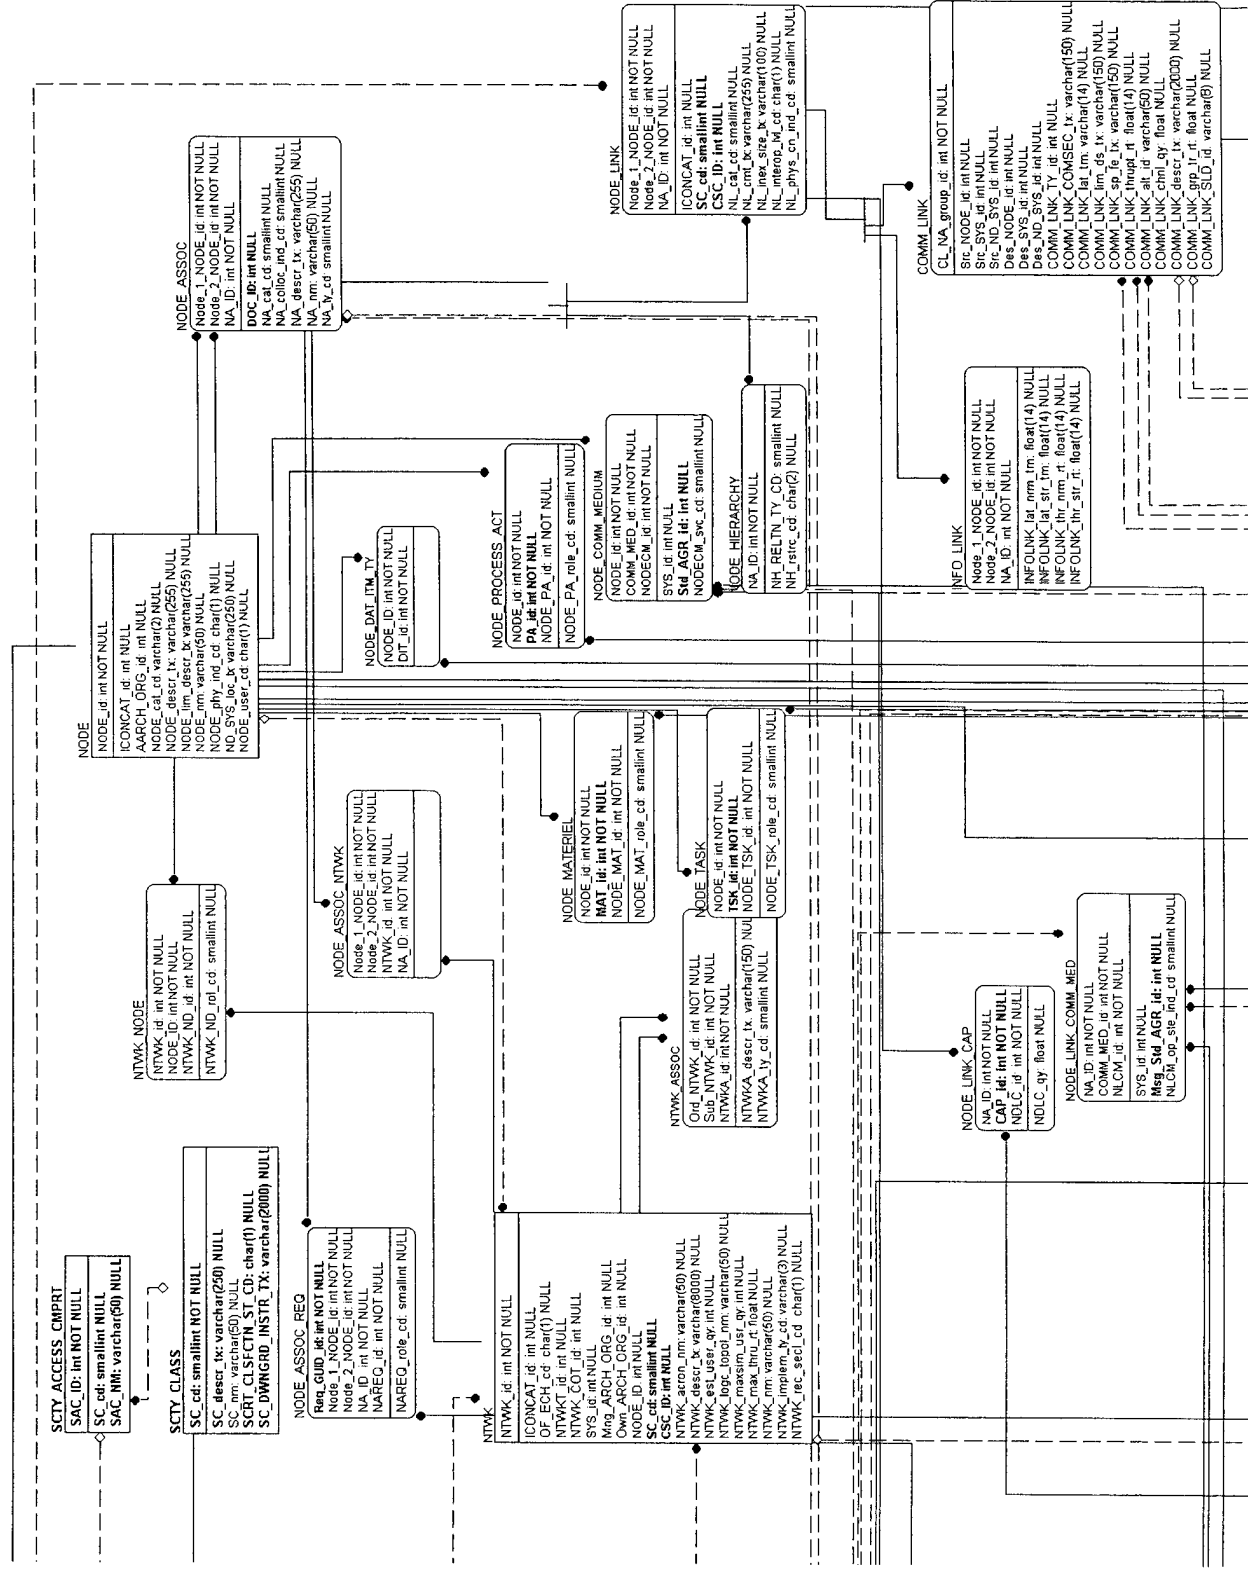 SCTY_ACCESS_CMPRT
SAC_ID: int NOT NULL
SC_cd: smallint NULL
SAC_NM: varchar(50) NULL
SCTY_CLASS
SC_cd: smallint NOT NULL
SC_descr_tx: varchar(250) NULL
SC_nm: varchar(50) NULL
SCRT_CLSFCTN_ST_CD: char(1) NULL
SC_DWNGRD_INSTR_TX: varchar(2000) NULL
NODE_ASSOC_REQ
Req_GUID_id: int NOT NULL
Node_1_NODE_id: int NOT NULL
Node_2_NODE_id: int NOT NULL
NA_ID: int NOT NULL
NAREQ_id: int NOT NULL
NAREQ_role_cd: smallint NULL
NTWK
NTWK_id: int NOT NULL
ICONCAT_id: int NULL
OF_ECH_cd: char(1) NULL
NTWKT_id: int NULL
NTWK_COT_id: int NULL
SYS_id: int NULL
Mng_ARCH_ORG_id: int NULL
Own_ARCH_ORG_id: int NULL
NODE_ID: int NULL
SC_cd: smallint NULL
CSC_ID: int NULL
NTWK_acron_nm: varchar(50) NULL
NTWK_descr_tx: varchar(8000) NULL
NTWK_est_user_qy: int NULL
NTWK_logc_topol_nm: varchar(50) NULL
NTWK_maxsim_usr_qy: int NULL
NTWK_max_thru_rt: float NULL
NTWK_nm: varchar(50) NULL
NTWK_implem_ty_cd: varchar(3) NULL
NTWK_rec_secl_cd: char(1) NULL
NTWK_NODE
NTWK_id: int NOT NULL
NODE_ID: int NOT NULL
NTWK_ND_id: int NOT NULL
NTWK_ND_rol_cd: smallint NULL
NODE_ASSOC_NTWK
Node_1_NODE_id: int NOT NULL
Node_2_NODE_id: int NOT NULL
NTWK_id: int NOT NULL
NA_ID: int NOT NULL
NTWK_ASSOC
Ord_NTWK_id: int NOT NULL
Sub_NTWK_id: int NOT NULL
NTWKA_id: int NOT NULL
NTWKA_descr_tx: varchar(150) NUL
NTWKA_ty_cd: smallint NULL
NODE_LINK_CAP
NA_ID: int NOT NULL
CAP_id: int NOT NULL
NDLC_id: int NOT NULL
NDLC_qy: float NULL
NODE_LINK_COMM_MED
NA_ID: int NOT NULL
COMM_MED_id: int NOT NULL
NLCM_id: int NOT NULL
SYS_id: int NULL
Msg_Std_AGR_id: int NULL
NLCM_op_ste_ind_cd: smallint NULL
NODE
NODE_id: int NOT NULL
ICONCAT_id: int NULL
AARCH_ORG_id: int NULL
NODE_cat_cd: varchar(2) NULL
NODE_descr_tx: varchar(255) NULL
NODE_lim_descr_tx: varchar(255) NULL
NODE_nm: varchar(50) NULL
NODE_phy_ind_cd: char(1) NULL
ND_SYS_loc_tx: varchar(250) NULL
NODE_user_cd: char(1) NULL
NODE_MATERIEL
NODE_id: int NOT NULL
MAT_id: int NOT NULL
NODE_MAT_id: int NOT NULL
NODE_MAT_role_cd: smallint NULL
NODE_TASK
NODE_id: int NOT NULL
TSK_id: int NOT NULL
NODE_TSK_id: int NOT NULL
NODE_TSK_role_cd: smallint NULL
NODE_DAT_ITM_TY
NODE_ID: int NOT NULL
DIT_id: int NOT NULL
NODE_PROCESS_ACT
NODE_id: int NOT NULL
PA_id: int NOT NULL
NODE_PA_id: int NOT NULL
NODE_PA_role_cd: smallint NULL
NODE_COMM_MEDIUM
NODE_id: int NOT NULL
COMM_MED_id: int NOT NULL
NODECM_id: int NOT NULL
SYS_id: int NULL
Std_AGR_id: int NULL
NODECM_svc_cd: smallint NULL
NODE_HIERARCHY
NA_ID: int NOT NULL
NH_RELTN_TY_CD: smallint NULL
NH_rstrc_cd: char(2) NULL
INFO_LINK
Node_1_NODE_id: int NOT NULL
Node_2_NODE_id: int NOT NULL
NA_ID: int NOT NULL
INFOLNK_lat_nrm_tm: float(14) NULL
INFOLNK_lat_str_tm: float(14) NULL
INFOLNK_thr_nrm_rt: float(14) NULL
INFOLNK_thr_str_rt: float(14) NULL
NODE_ASSOC
Node_1_NODE_id: int NOT NULL
Node_2_NODE_id: int NOT NULL
NA_ID: int NOT NULL
DOC_ID: int NULL
NA_cat_cd: smallint NULL
NA_colloc_ind_cd: smallint NULL
NA_descr_tx: varchar(255) NULL
NA_nm: varchar(50) NULL
NA_ty_cd: smallint NULL
NODE_LINK
Node_1_NODE_id: int NOT NULL
Node_2_NODE_id: int NOT NULL
NA_ID: int NOT NULL
ICONCAT_id: int NULL
SC_cd: smallint NULL
CSC_ID: int NULL
NL_cat_cd: smallint NULL
NL_cmt_tx: varchar(255) NULL
NL_inex_size_tx: varchar(100) NULL
NL_interop_M_cd: char(1) NULL
NL_phys_cn_ind_cd: smallint NULL
COMM_LINK
CL_NA_group_id: int NOT NULL
Src_NODE_id: int NULL
Src_SYS_id: int NULL
Src_ND_SYS_id: int NULL
Des_NODE_id: int NULL
Des_SYS_id: int NULL
Des_ND_SYS_id: int NULL
COMM_LNK_TY_id: int NULL
COMM_LNK_COMSEC_tx: varchar(150) NULL
COMM_LNK_lat_tm: varchar(14) NULL
COMM_LNK_lim_ds_tx: varchar(150) NULL
COMM_LNK_sp_fe_tx: varchar(150) NULL
COMM_LNK_thrupt_rt: float(14) NULL
COMM_LNK_alt_id: varchar(50) NULL
COMM_LNK_chnl_qy: float NULL
COMM_LNK_descr_tx: varchar(2000) NULL
COMM_LNK_grp_tr_rt: float NULL
COMM_LNK_SLD_id: varchar(8) NULL